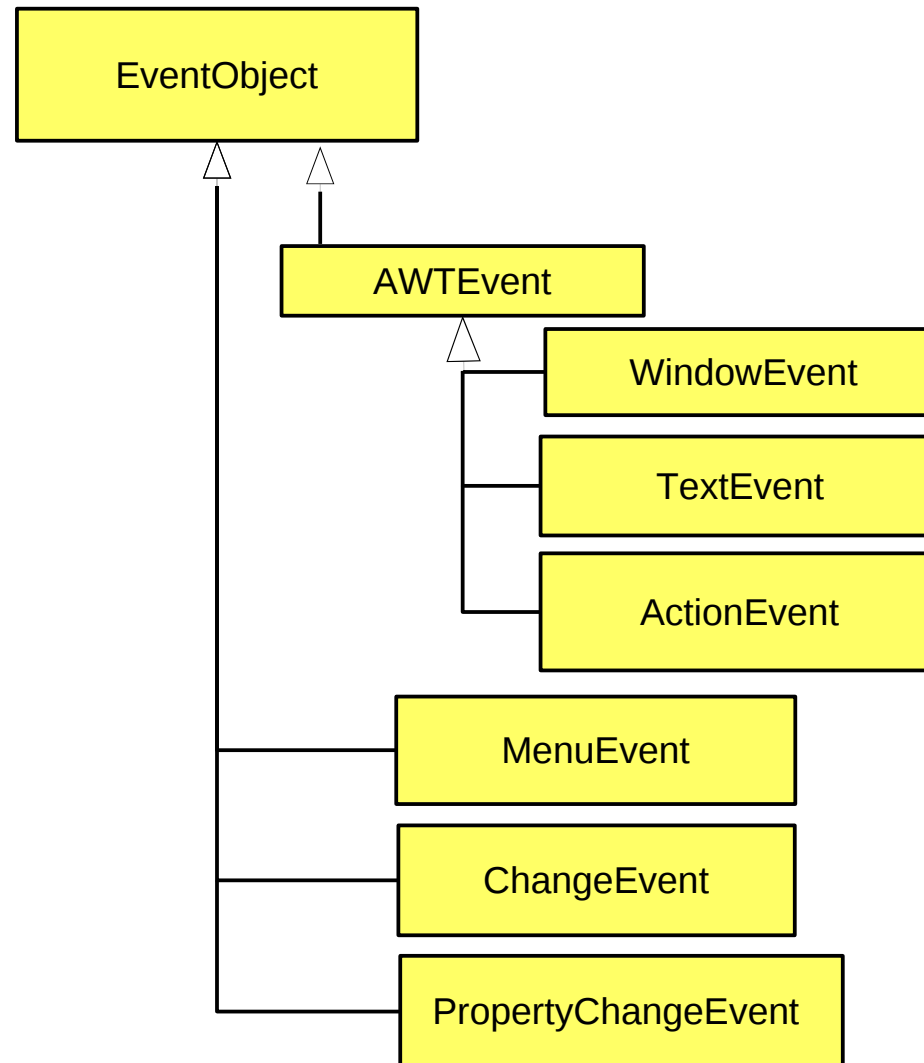 EventObject
AWTEvent
WindowEvent
TextEvent
ActionEvent
MenuEvent
ChangeEvent
PropertyChangeEvent